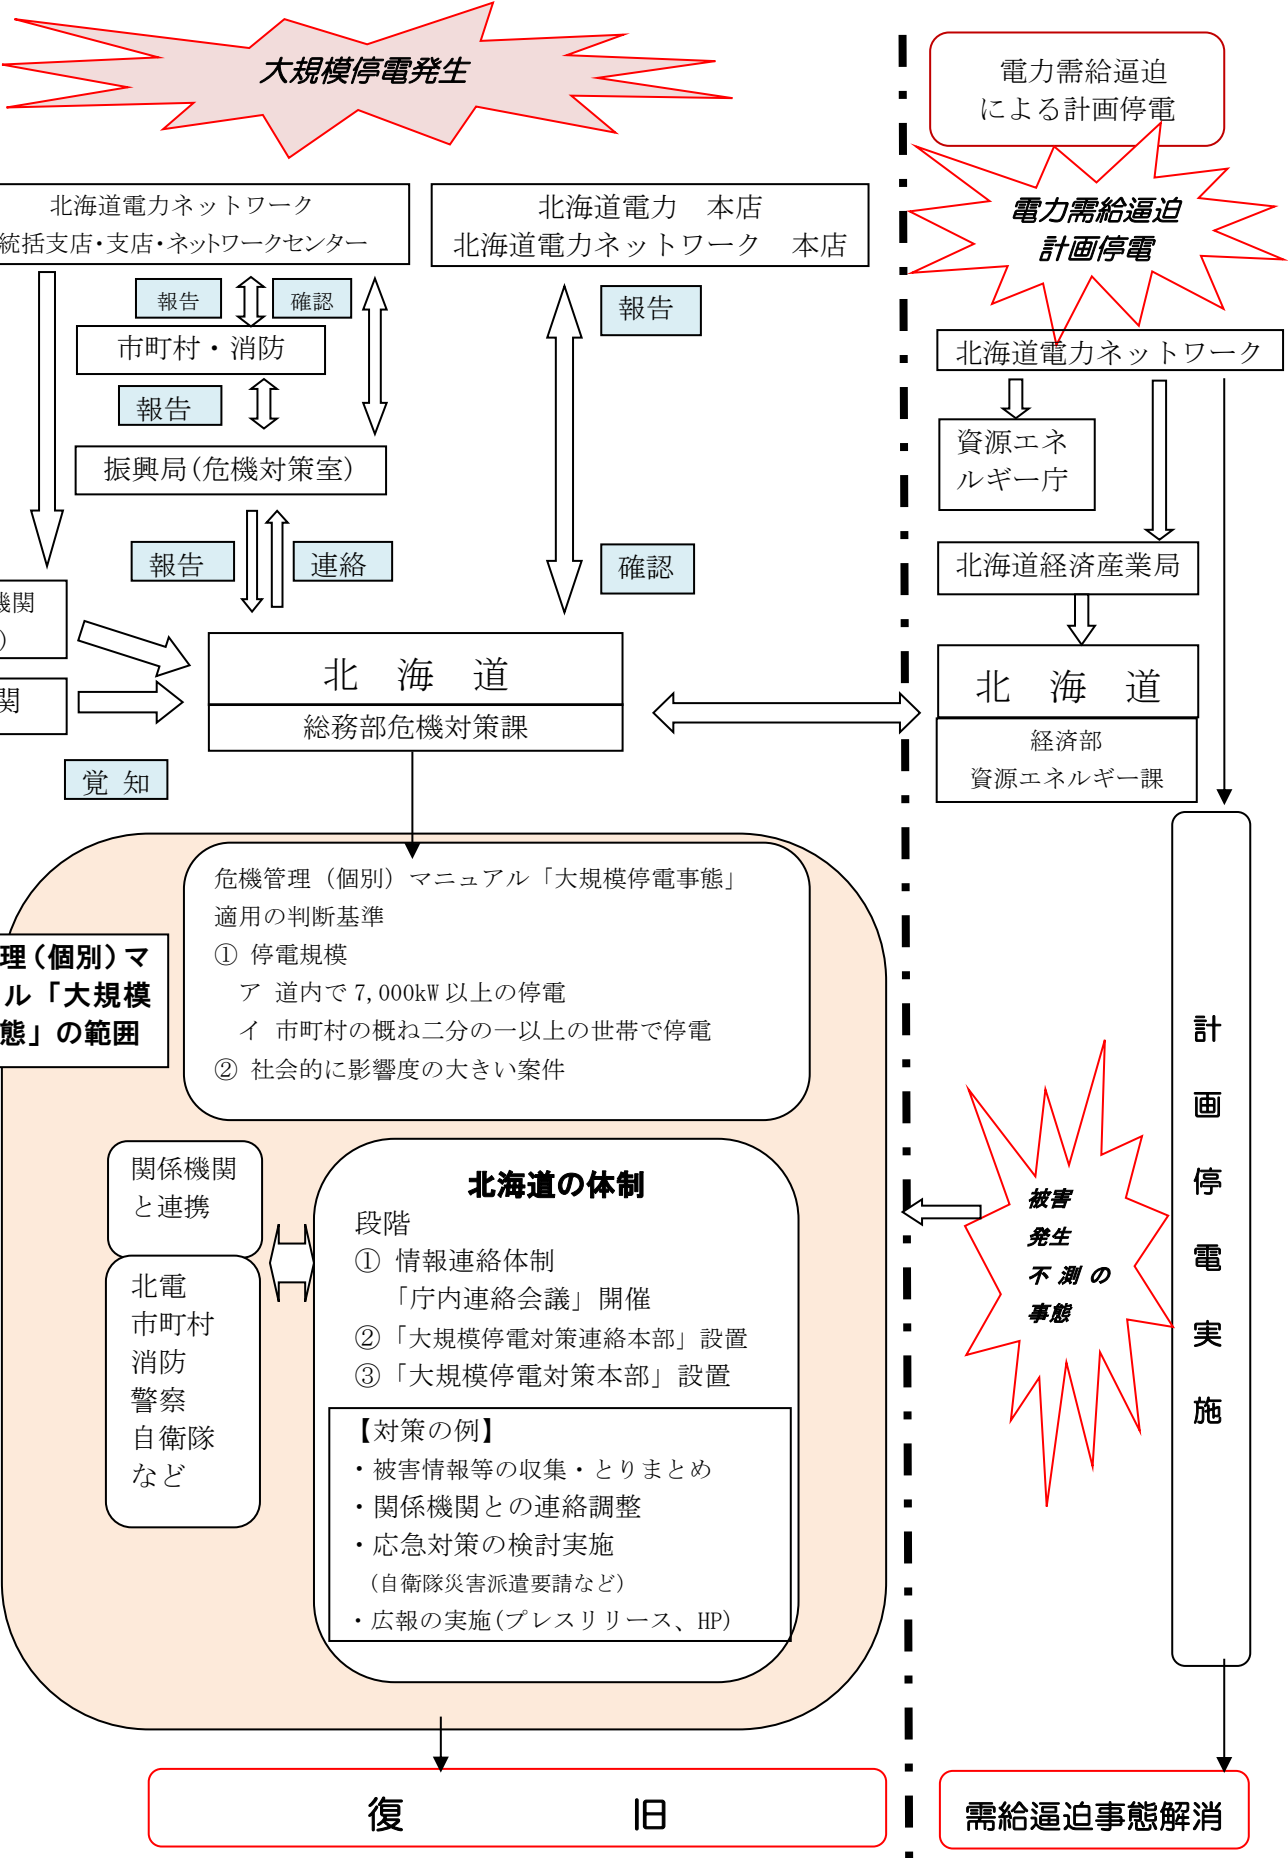 大規模停電発生
北海道電力ネットワーク
統括支店・支店・ネットワークセンター
北海道電力　本店
北海道電力ネットワーク　本店
報告
確認
市町村・消防
報告
振興局(危機対策室)
報告
連絡
報告
確認
機関
)
関
覚 知
北　海　道
総務部危機対策課
危機管理（個別）マニュアル「大規模停電事態」
適用の判断基準
① 停電規模
ア 道内で 7,000kW 以上の停電
イ 市町村の概ね二分の一以上の世帯で停電
② 社会的に影響度の大きい案件
理（個別）マ
ル「大規模
態」の範囲
関係機関
と連携
北電
市町村
消防
警察
自衛隊
など
北海道の体制
段階
① 情報連絡体制
「庁内連絡会議」開催
②「大規模停電対策連絡本部」設置
③「大規模停電対策本部」設置
【対策の例】
・被害情報等の収集・とりまとめ
・関係機関との連絡調整
・応急対策の検討実施
（自衛隊災害派遣要請など）
・広報の実施(プレスリリース、HP)
復　　　旧
電力需給逼迫
による計画停電
電力需給逼迫
計画停電
北海道電力ネットワーク
資源エネ
ルギー庁
北海道経済産業局
北　海　道
経済部
資源エネルギー課
計
画
停
電
実
施
被害
発生
不 測 の
事態
需給逼迫事態解消